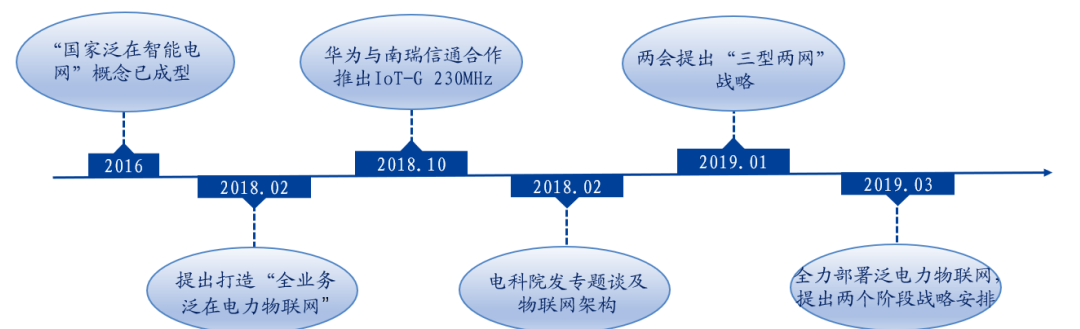 “国家泛在智能电
网”概念已成型
2016
2018.02
提出打造“全业务
泛在电力物联网”
华为与南瑞信通合作
推出IoT-G 230MHz
2018.10
2018.02
电科院发专题谈及
物联网架构
两会提出“三型两网”
战略
2019.01
2019.03
全力部署泛电力物联网,
提出两个阶段战略安排